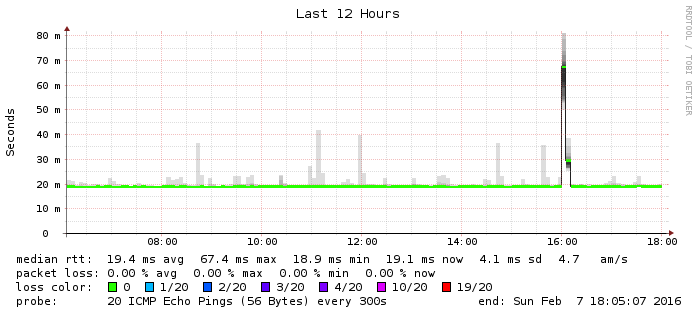 Last 12 Hours
RRDTOOL / TOBI OETIKER
Seconds
80 m
70 m
60 m
50 m
40 m
30 m
20 m
10 m
0
08:00 10:00 12:00 14:00 16:00 18:00
median rtt: 19.4 ms avg 67.4 ms max 18.9 ms min 19.1 ms now 4.1 ms sd 4.7 am/s
packet loss: 0.00 % avg 0.00 % max 0.00 % min 0.00 % now
loss color: 0 1/20 2/20 3/20 4/20 10/20 19/20
probe: 20 ICMP Echo Pings (56 Bytes) every 300s end: Sun Feb 7 18:05:07 2016